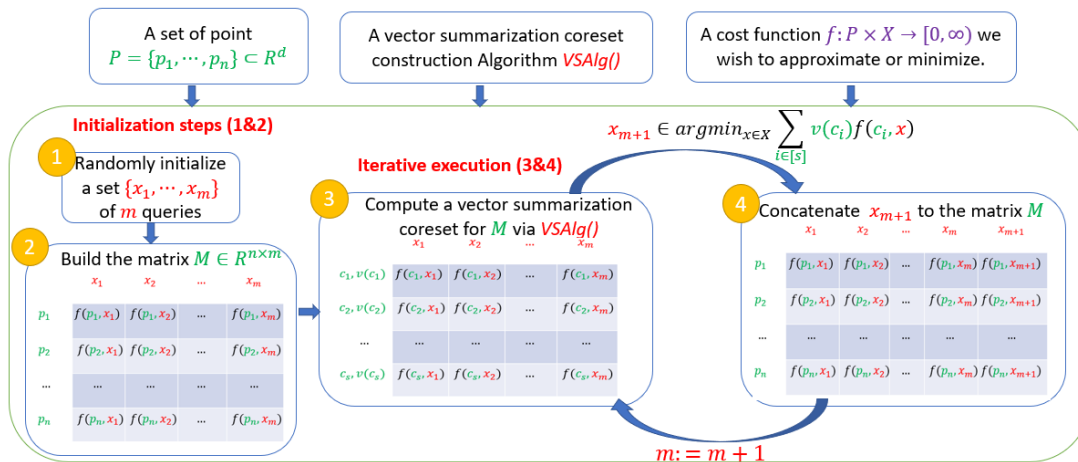 A set of point
P = {p₁, ⋯, pₙ} ⊂ R^d
A vector summarization coreset
construction Algorithm VSAlg()
A cost function f: P × X → [0, ∞) we
wish to approximate or minimize.
Initialization steps (1&2)
1
Randomly initialize
a set {x₁, ⋯, xₘ}
of m queries
2
Build the matrix M ∈ R^{n×m}
x₁ x₂ ... xₘ
p₁ f(p₁, x₁) f(p₁, x₂) ... f(p₁, xₘ)
p₂ f(p₂, x₁) f(p₂, x₂) ... f(p₂, xₘ)
... ... ... ...
pₙ f(pₙ, x₁) f(pₙ, x₂) ... f(pₙ, xₘ)
Iterative execution (3&4)
3
Compute a vector summarization
coreset for M via VSAlg()
x₁ x₂ ... xₘ
c₁, v(c₁) f(c₁, x₁) f(c₁, x₂) ... f(c₁, xₘ)
c₂, v(c₂) f(c₂, x₁) f(c₂, x₂) ... f(c₂, xₘ)
... ... ... ... ...
cₛ, v(cₛ) f(cₛ, x₁) f(cₛ, x₂) ... f(cₛ, xₘ)
x_{m+1} ∈ argmin_{x∈X} ∑_{i∈[s]} v(cᵢ)f(cᵢ, x)
4
Concatenate x_{m+1} to the matrix M
x₁ x₂ ... xₘ x_{m+1}
p₁ f(p₁, x₁) f(p₁, x₂) ... f(p₁, xₘ) f(p₁, x_{m+1})
p₂ f(p₂, x₁) f(p₂, x₂) ... f(p₂, xₘ) f(p₂, x_{m+1})
... ... ... ... ... ...
pₙ f(pₙ, x₁) f(pₙ, x₂) ... f(pₙ, xₘ) f(pₙ, x_{m+1})
m: = m + 1